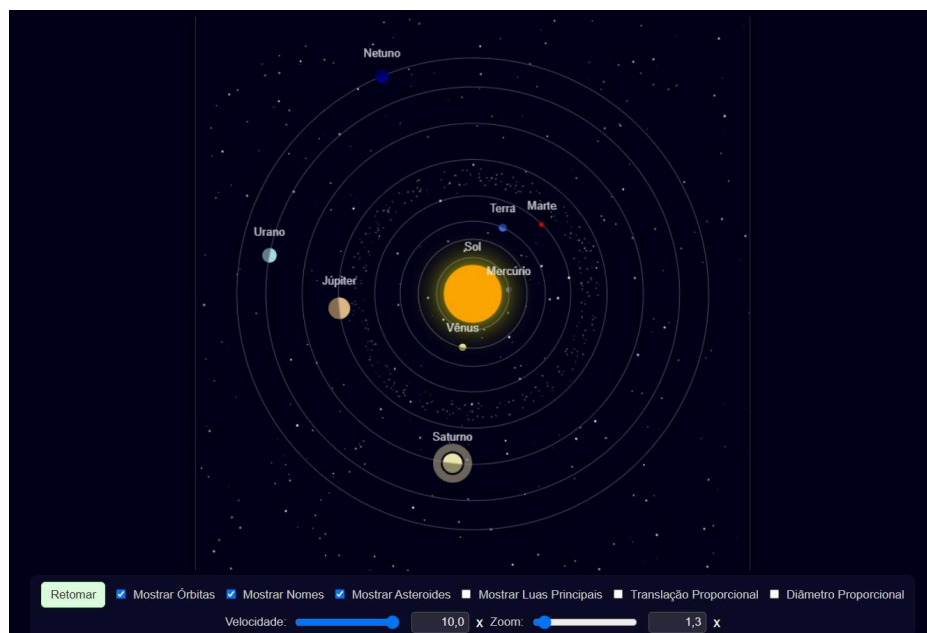 Netuno
Terra
Marte
Urano
Sol
Mercúrio
Júpiter
Vênus
Saturno
Retomar Mostrar Órbitas Mostrar Nomes Mostrar Asteroides Mostrar Luas Principais Translação Proporcional Diâmetro Proporcional
Velocidade: 10,0 x Zoom: 1,3 x